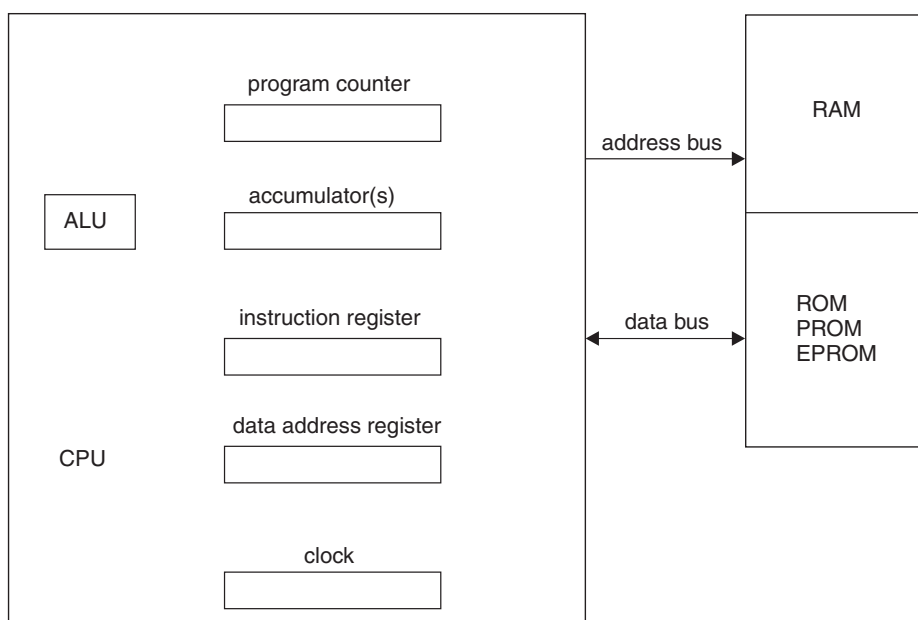 program counter
RAM
address bus
accumulator(s)
ALU
instruction register
data bus
ROM
PROM
EPROM
data address register
CPU
clock